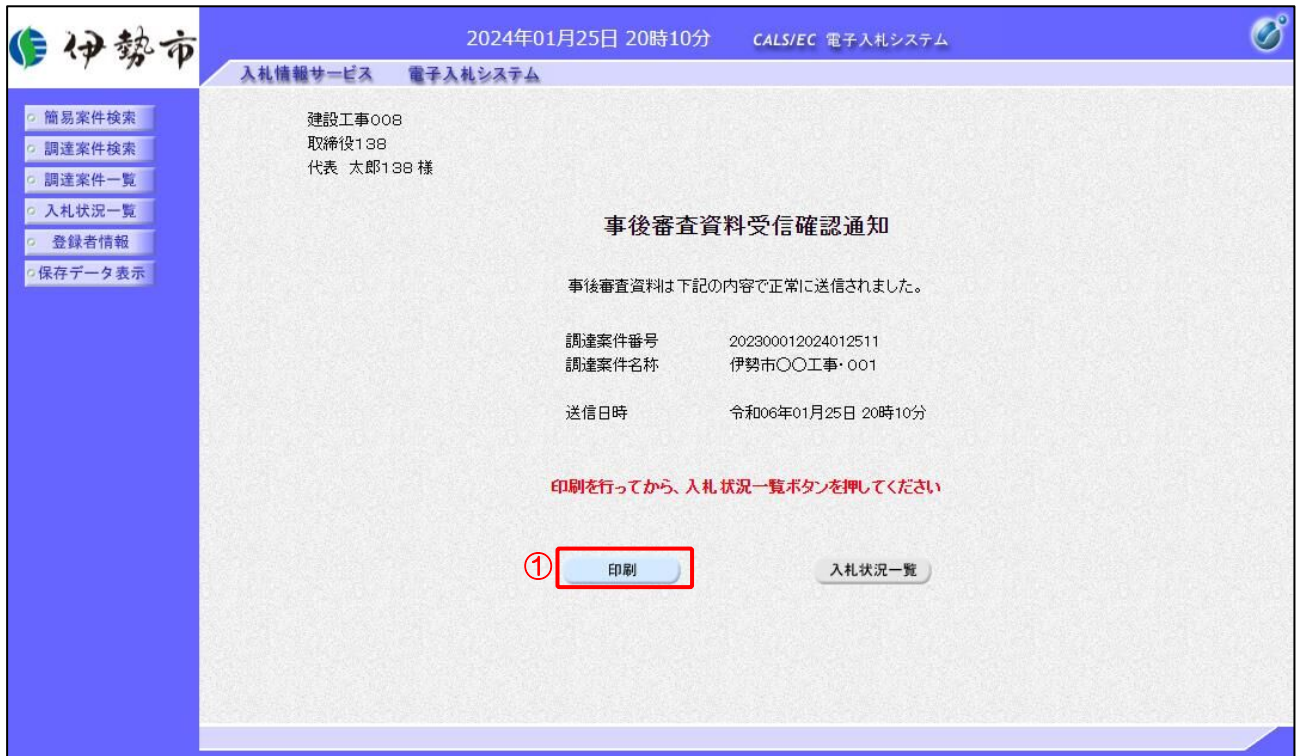 伊勢市
2024年01月25日 20時10分 CALS/EC 電子入札システム
入札情報サービス 電子入札システム
簡易案件検索
調達案件検索
調達案件一覧
入札状況一覧
登録者情報
保存データ表示
建設工事008
取締役138
代表 太郎138 様
事後審査資料受信確認通知
事後審査資料は下記の内容で正常に送信されました。
調達案件番号 202300012024012511
調達案件名称 伊勢市〇〇工事・001
送信日時 令和06年01月25日 20時10分
印刷を行ってから、入札状況一覧ボタンを押してください
① 印刷 入札状況一覧